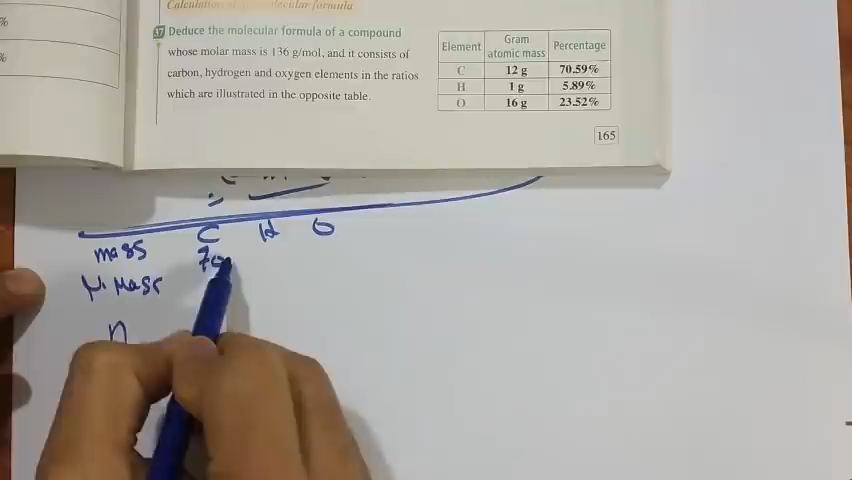 %
%
Calculation of molecular formula
37 Deduce the molecular formula of a compound
whose molar mass is 136 g/mol, and it consists of
carbon, hydrogen and oxygen elements in the ratios
which are illustrated in the opposite table.
Element Gram atomic mass Percentage
C 12 g 70.59%
H 1 g 5.89%
O 16 g 23.52%
165
C H O
mass 70
M. Mass
n